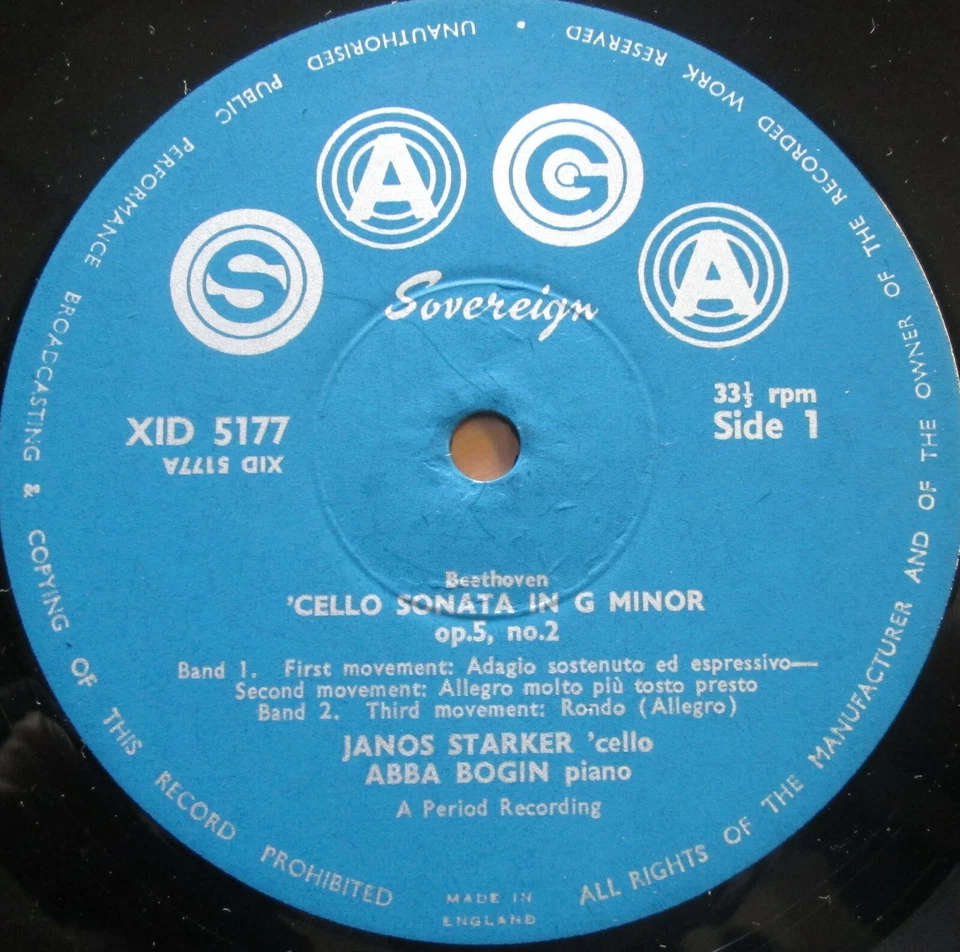 SAGA
Sovereign
XID 5177
XID 5177A
33⅓ rpm
Side 1
Beethoven
'CELLO SONATA IN G MINOR
op.5, no.2
Band 1. First movement: Adagio sostenuto ed espressivo—
Second movement: Allegro molto più tosto presto
Band 2. Third movement: Rondo (Allegro)
JANOS STARKER 'cello
ABBA BOGIN piano
A Period Recording
MADE IN
ENGLAND
ALL RIGHTS OF THE MANUFACTURER AND OF THE OWNER OF THE RECORDED WORK RESERVED · UNAUTHORISED PUBLIC PERFORMANCE BROADCASTING & COPYING OF THIS RECORD PROHIBITED